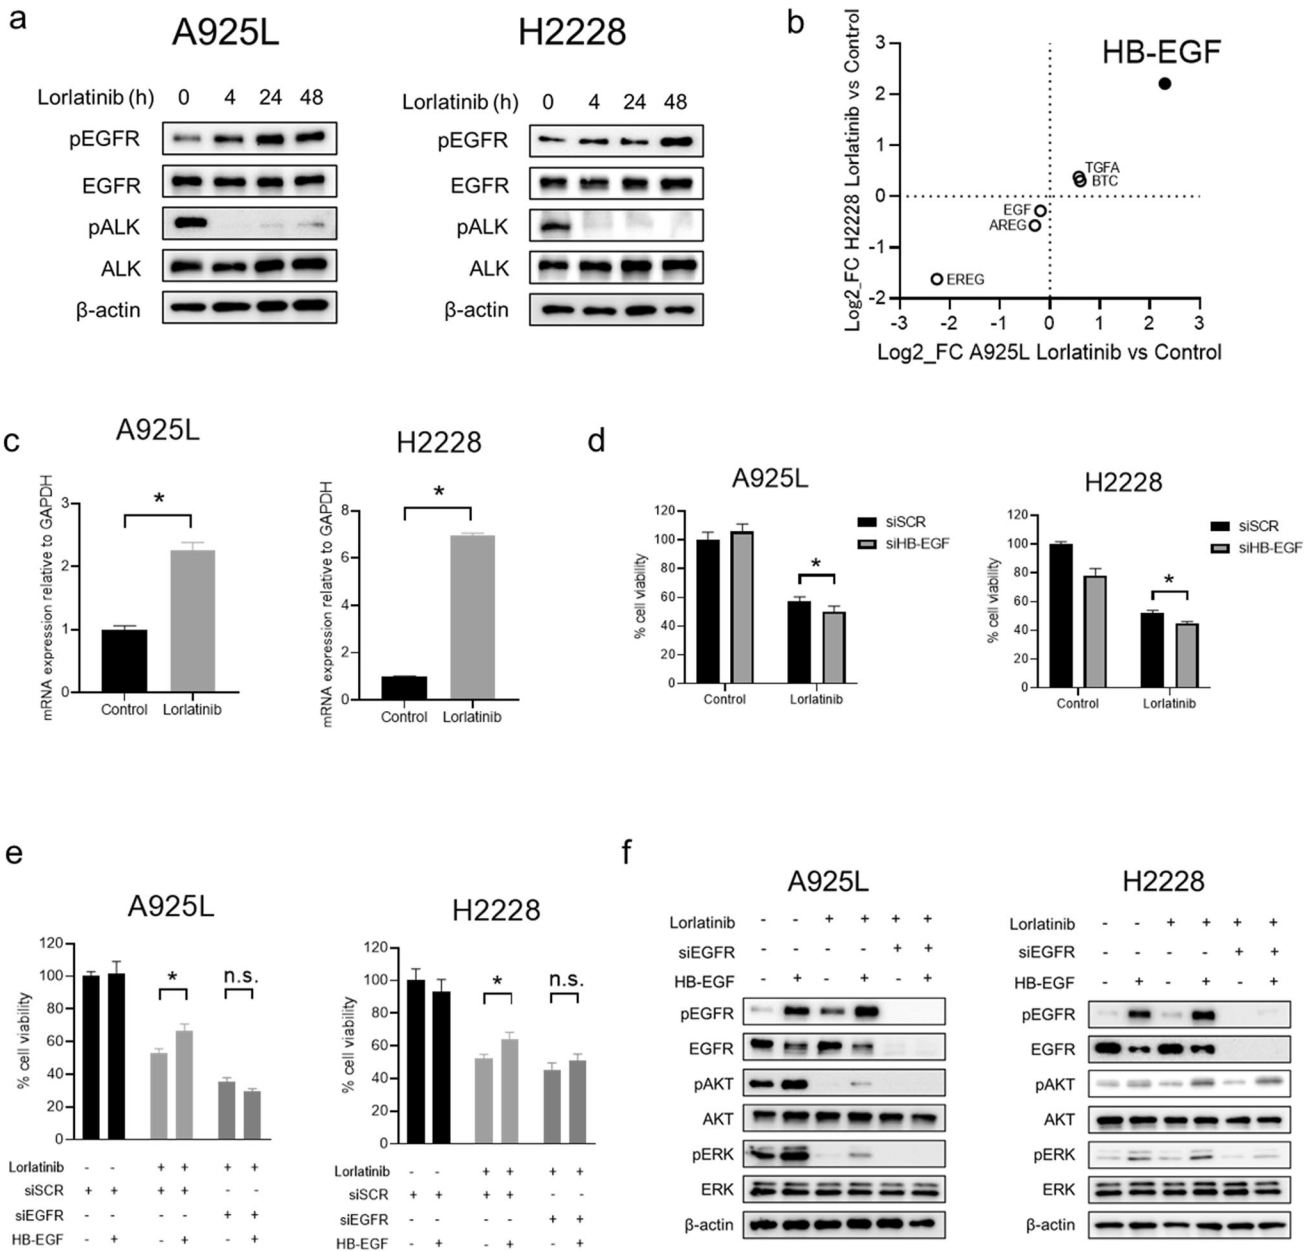 a
A925L
H2228
Lorlatinib (h) 0 4 24 48
pEGFR
EGFR
pALK
ALK
β-actin
Lorlatinib (h) 0 4 24 48
pEGFR
EGFR
pALK
ALK
β-actin
b
Log2_FC H2228 Lorlatinib vs Control
3
2
1
0
-1
-2
HB-EGF
TGFA
BTC
EGF
AREG
EREG
-3 -2 -1 0 1 2 3
Log2_FC A925L Lorlatinib vs Control
c
A925L
mRNA expression relative to GAPDH
3
2
1
0
*
Control Lorlatinib
H2228
mRNA expression relative to GAPDH
8
6
4
2
0
*
Control Lorlatinib
d
A925L
% cell viability
120
100
80
60
40
20
0
*
Control Lorlatinib
siSCR
siHB-EGF
H2228
% cell viability
120
100
80
60
40
20
0
*
Control Lorlatinib
siSCR
siHB-EGF
e
A925L
% cell viability
120
100
80
60
40
20
0
* n.s.
Lorlatinib - - + + + +
siSCR + + + + - -
siEGFR - - - - + +
HB-EGF - + - + - +
H2228
% cell viability
120
100
80
60
40
20
0
* n.s.
Lorlatinib - - + + + +
siSCR + + + + - -
siEGFR - - - - + +
HB-EGF - + - + - +
f
A925L
Lorlatinib - - + + + +
siEGFR - - - - + +
HB-EGF - + - + - +
pEGFR
EGFR
pAKT
AKT
pERK
ERK
β-actin
H2228
Lorlatinib - - + + + +
siEGFR - - - - + +
HB-EGF - + - + - +
pEGFR
EGFR
pAKT
AKT
pERK
ERK
β-actin